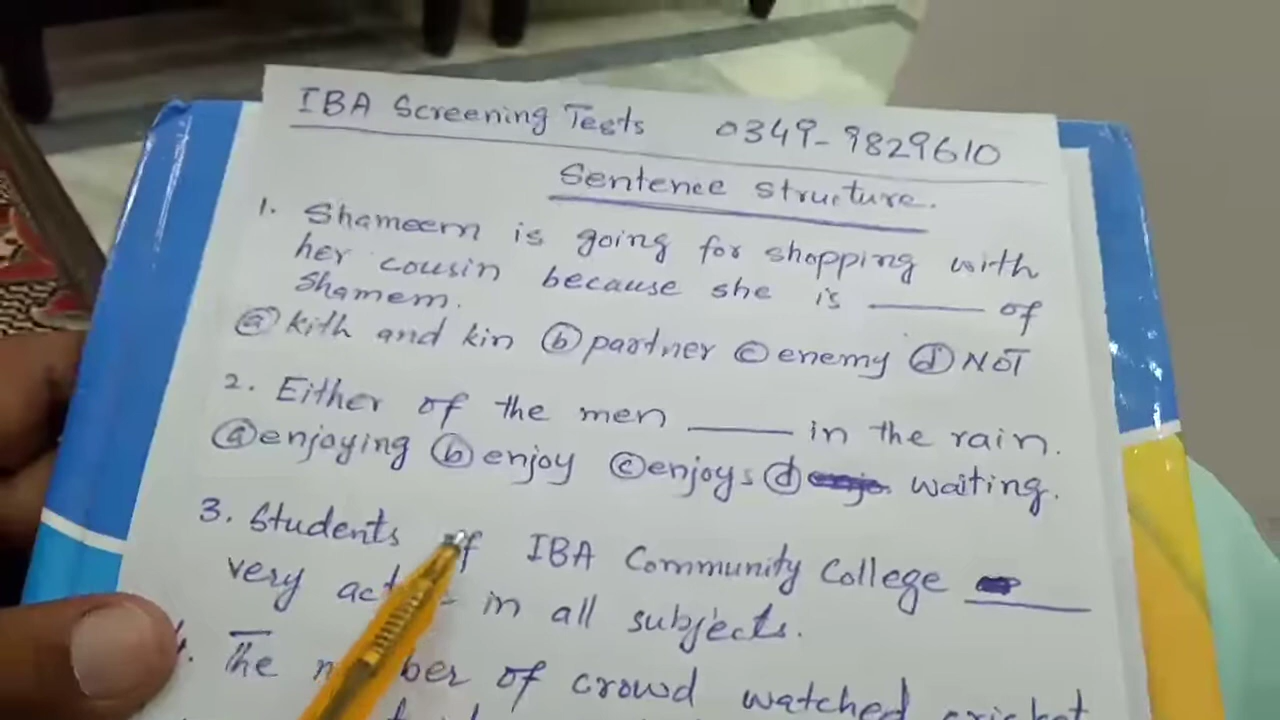 IBA Screening Tests 0349-9829610
Sentence structure.
1. Shameem is going for shopping with
her cousin because she is ______ of
Shamem.
(a) kith and kin (b) partner (c) enemy (d) NOT
2. Either of the men ______ in the rain.
(a) enjoying (b) enjoy (c) enjoys (d) waiting.
3. Students of IBA Community College ______
very in all subjects.
The of crowd watched cricket